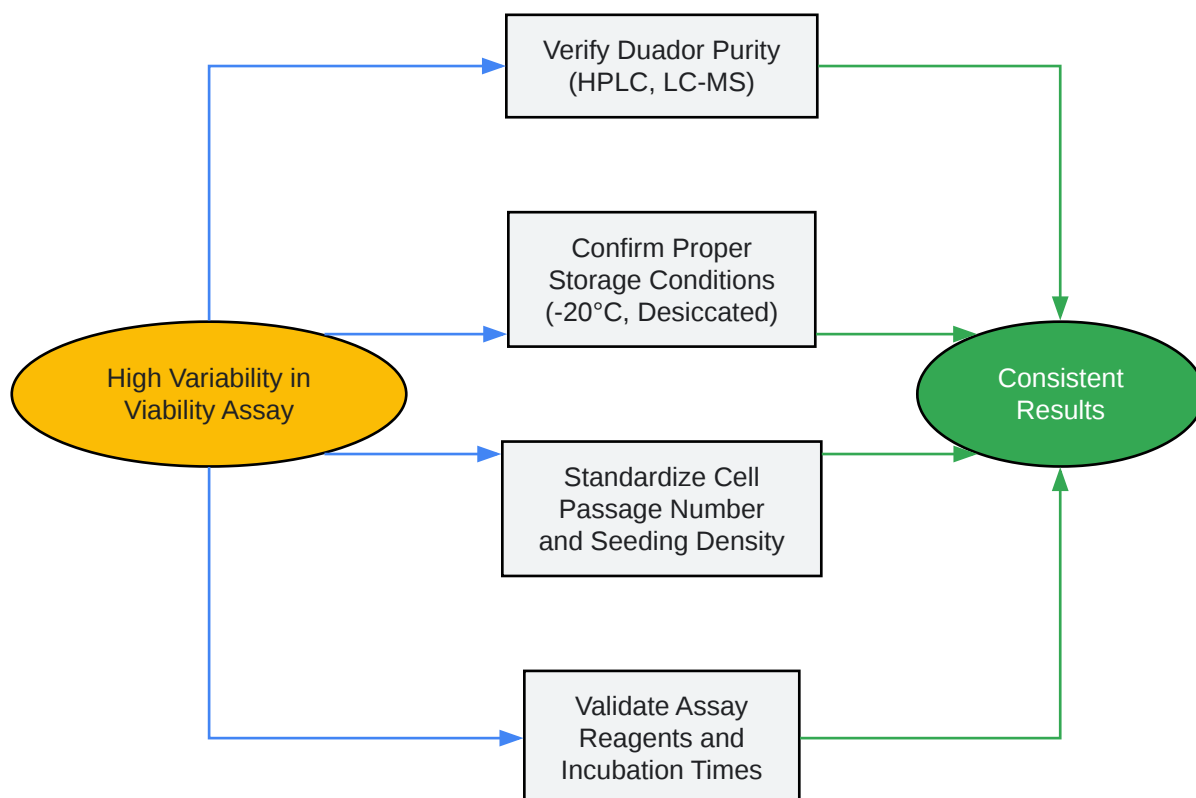 Verify Duador Purity
(HPLC, LC-MS)
Confirm Proper
Storage Conditions
(-20°C, Desiccated)
High Variability in
Viability Assay
Consistent
Results
Standardize Cell
Passage Number
and Seeding Density
Validate Assay
Reagents and
Incubation Times